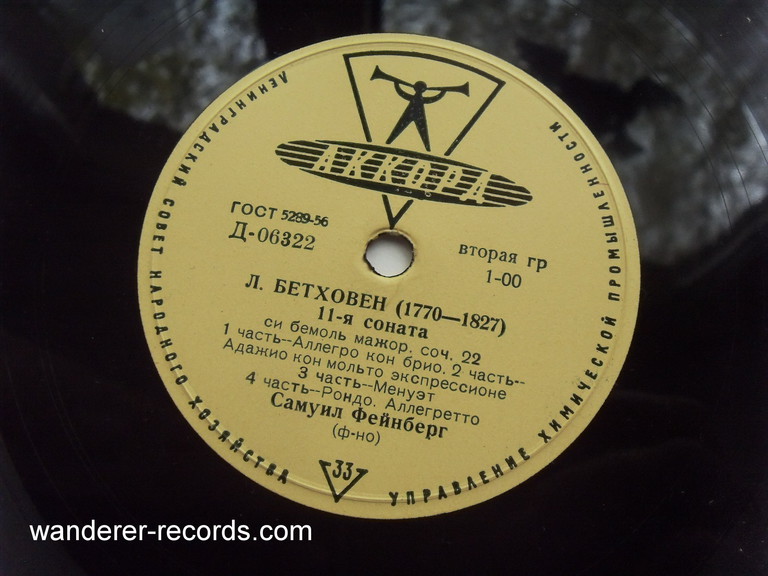 ЛЕНИНГРАДСКИЙ СОВЕТ НАРОДНОГО ХОЗЯЙСТВА
УПРАВЛЕНИЕ ХИМИЧЕСКОЙ ПРОМЫШЛЕННОСТИ
АККОРД
ГОСТ 5289-56
Д-06322
вторая гр
1-00
Л. БЕТХОВЕН (1770—1827)
11-я соната
си бемоль мажор, соч. 22
1 часть--Аллегро кон брио, 2 часть--
Адажио кон мольто экспрессионе
3 часть--Менуэт
4 часть--Рондо. Аллегретто
Самуил Фейнберг
(ф-но)
33
wanderer-records.com